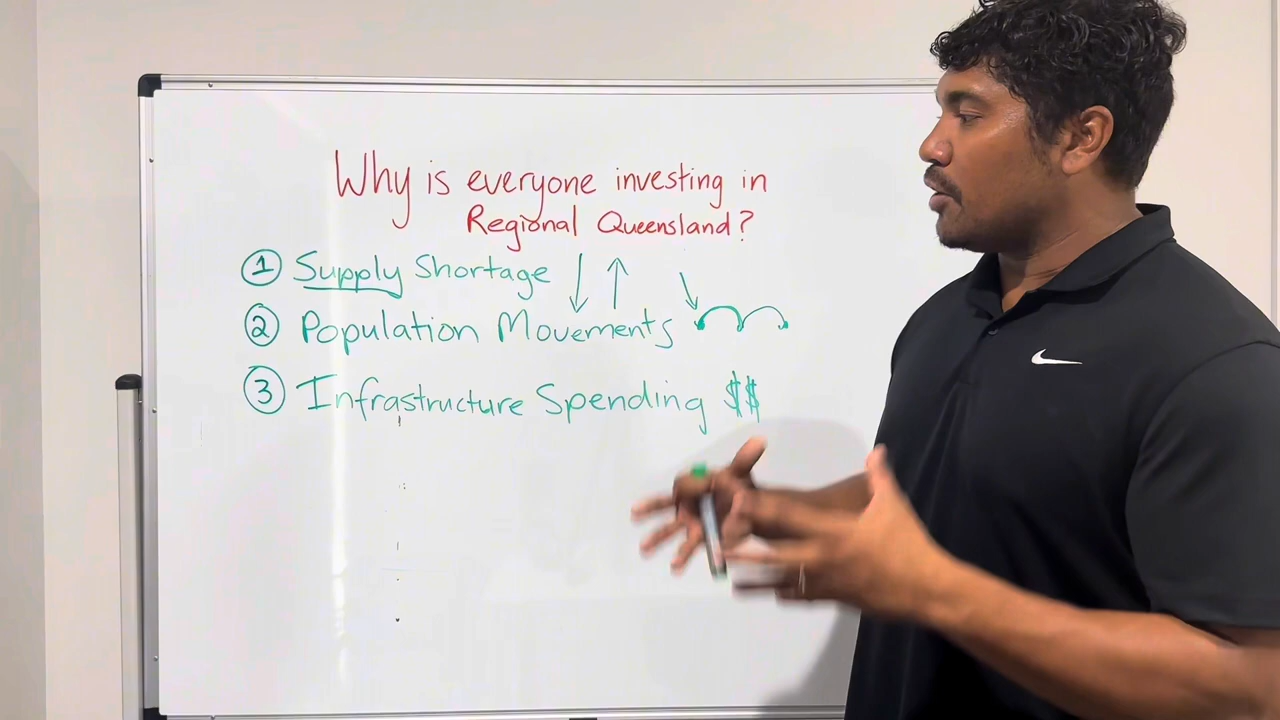 Why is everyone investing in
Regional Queensland?
① Supply Shortage ↓ ↑
② Population Movements
③ Infrastructure Spending $$